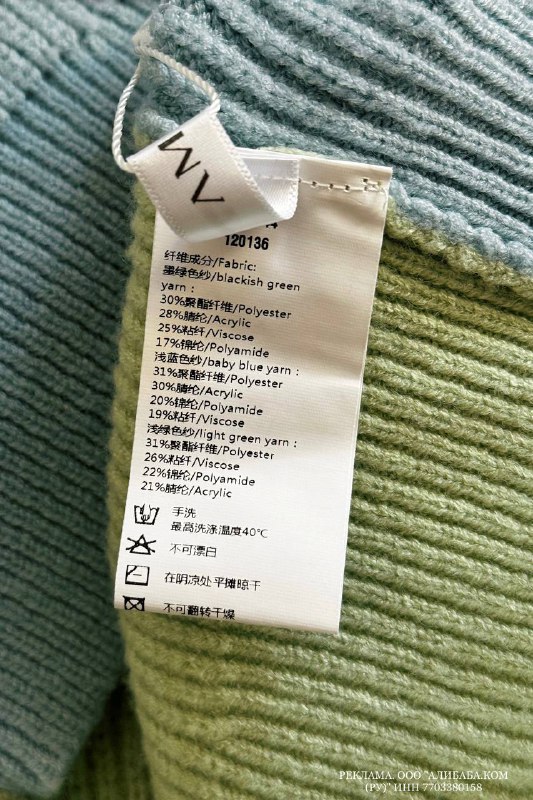 M
120136
纤维成分/Fabric:
墨绿色纱/blackish green
yarn :
30%聚酯纤维/Polyester
28%腈纶/Acrylic
25%粘纤/Viscose
17%锦纶/Polyamide
浅蓝色纱/baby blue yarn :
31%聚酯纤维/Polyester
30%腈纶/Acrylic
20%锦纶/Polyamide
19%粘纤/Viscose
浅绿色纱/light green yarn :
31%聚酯纤维/Polyester
26%粘纤/Viscose
22%锦纶/Polyamide
21%腈纶/Acrylic
手洗
最高洗涤温度40℃
不可漂白
在阴凉处平摊晾干
不可翻转干燥
РЕКЛАМА. ООО "АЛИБАБА.КОМ
(РУ)" ИНН 7703380158